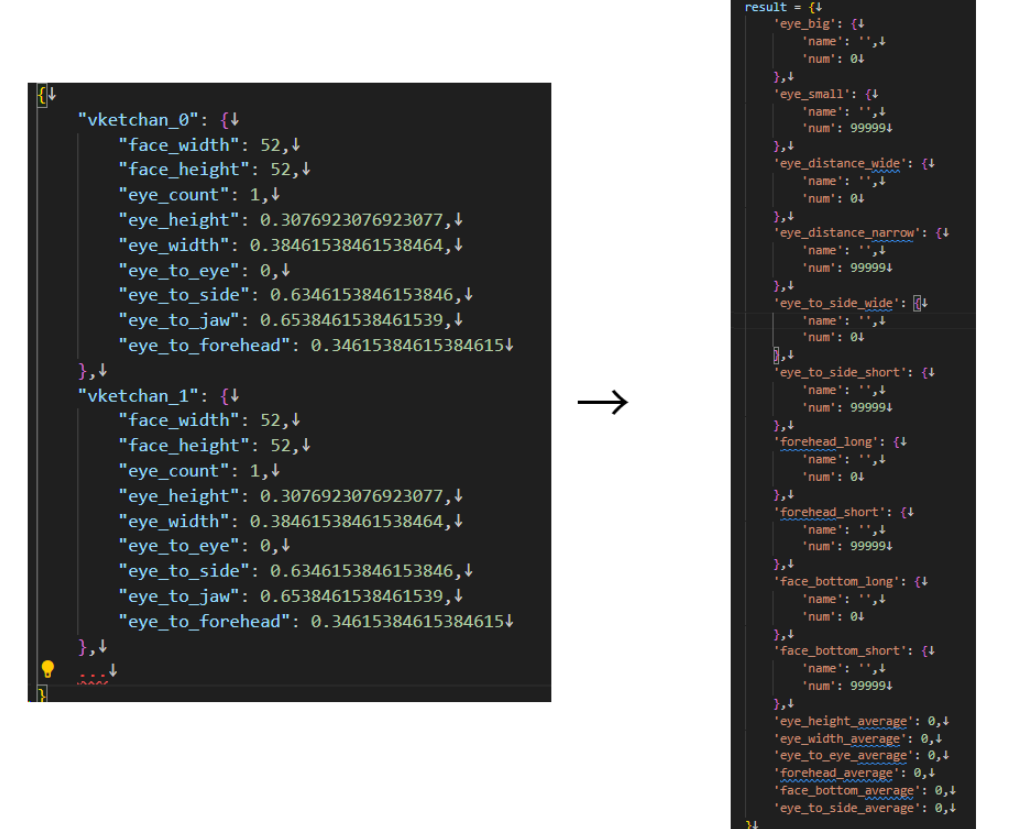 {↓
"vketchan_0": {↓
"face_width": 52,↓
"face_height": 52,↓
"eye_count": 1,↓
"eye_height": 0.3076923076923077,↓
"eye_width": 0.38461538461538464,↓
"eye_to_eye": 0,↓
"eye_to_side": 0.6346153846153846,↓
"eye_to_jaw": 0.6538461538461539,↓
"eye_to_forehead": 0.34615384615384615↓
},↓
"vketchan_1": {↓
"face_width": 52,↓
"face_height": 52,↓
"eye_count": 1,↓
"eye_height": 0.3076923076923077,↓
"eye_width": 0.38461538461538464,↓
"eye_to_eye": 0,↓
"eye_to_side": 0.6346153846153846,↓
"eye_to_jaw": 0.6538461538461539,↓
"eye_to_forehead": 0.34615384615384615↓
},↓
...↓
}
→
result = {↓
'eye_big': {↓
'name': '',↓
'num': 0↓
},↓
'eye_small': {↓
'name': '',↓
'num': 99999↓
},↓
'eye_distance_wide': {↓
'name': '',↓
'num': 0↓
},↓
'eye_distance_narrow': {↓
'name': '',↓
'num': 99999↓
},↓
'eye_to_side_wide': {↓
'name': '',↓
'num': 0↓
},↓
'eye_to_side_short': {↓
'name': '',↓
'num': 99999↓
},↓
'forehead_long': {↓
'name': '',↓
'num': 0↓
},↓
'forehead_short': {↓
'name': '',↓
'num': 99999↓
},↓
'face_bottom_long': {↓
'name': '',↓
'num': 0↓
},↓
'face_bottom_short': {↓
'name': '',↓
'num': 99999↓
},↓
'eye_height_average': 0,↓
'eye_width_average': 0,↓
'eye_to_eye_average': 0,↓
'forehead_average': 0,↓
'face_bottom_average': 0,↓
'eye_to_side_average': 0,↓
}↓